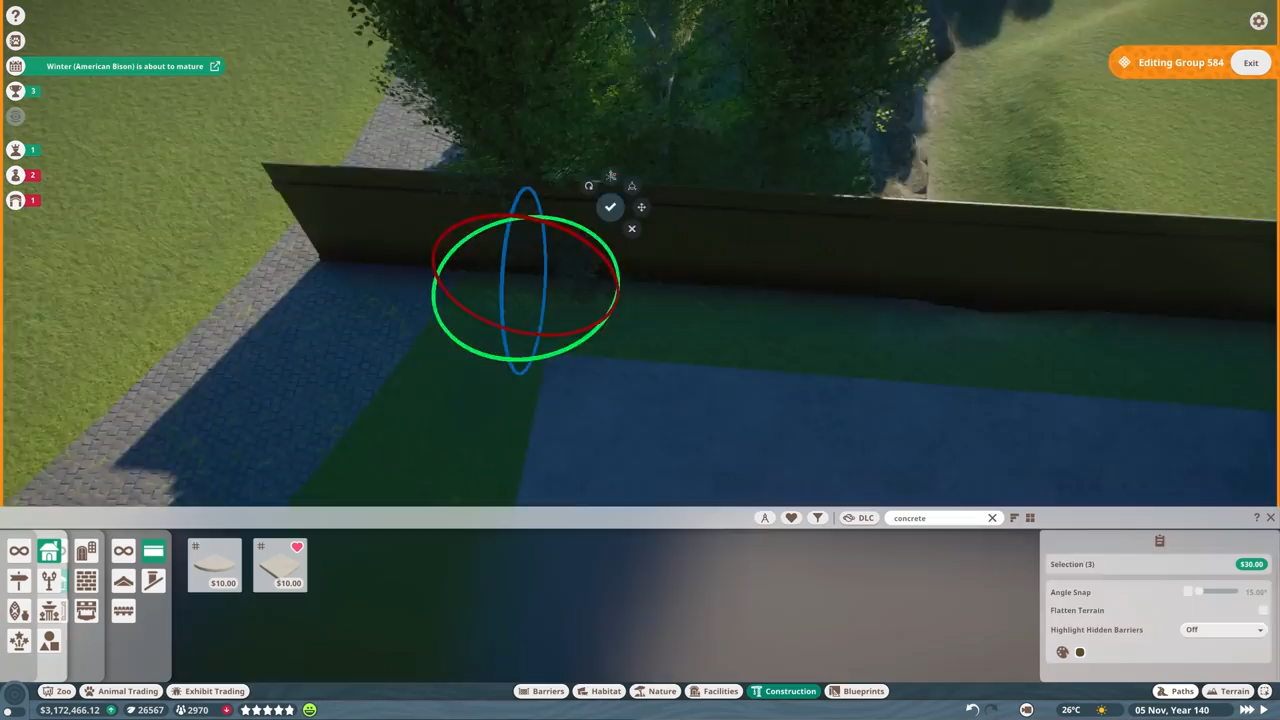 ?
Winter (American Bison) is about to mature
3
1
2
1
Editing Group 584
Exit
DLC
concrete
?
#
$10.00
#
$10.00
Selection (3)
$30.00
Angle Snap
15.00°
Flatten Terrain
Highlight Hidden Barriers
Off
Zoo
Animal Trading
Exhibit Trading
Barriers
Habitat
Nature
Facilities
Construction
Blueprints
Paths
Terrain
$3,172,466.12
26567
2970
26°C
05 Nov, Year 140